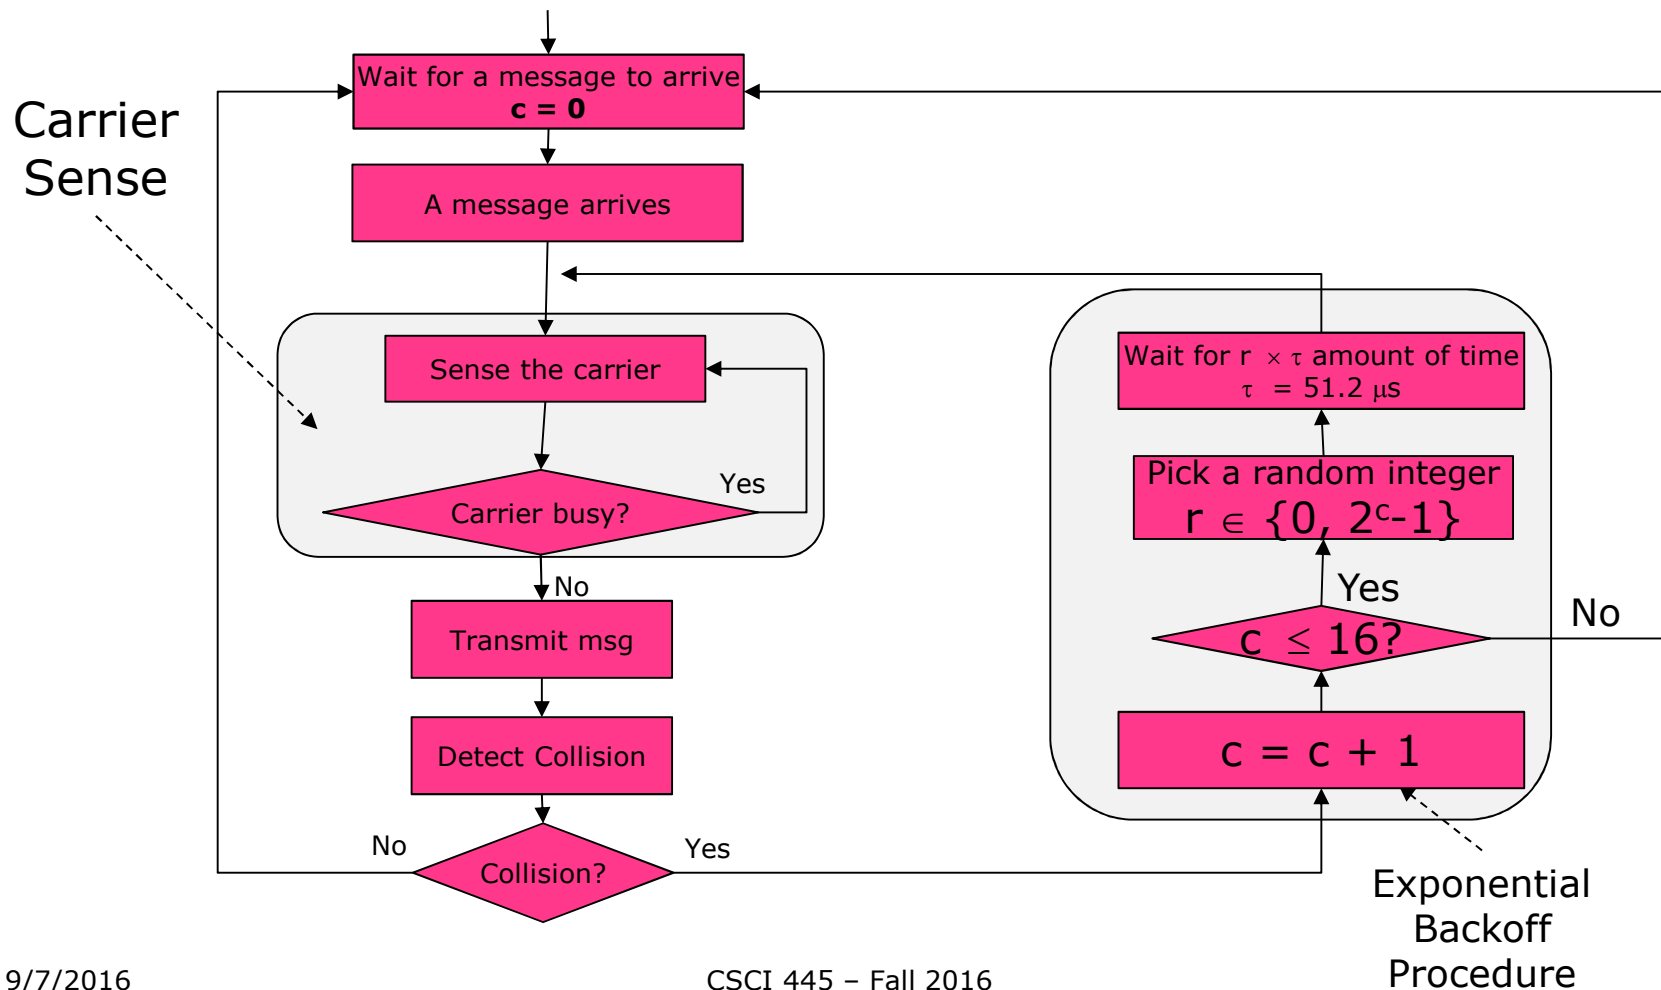 Wait for a message to arrive
c = 0
Carrier
Sense
A message arrives
Sense the carrier
Carrier busy?
Yes
No
Transmit msg
Detect Collision
Collision?
No
Yes
Wait for r × τ amount of time
τ = 51.2 μs
Pick a random integer
r ∈ {0, 2ᶜ-1}
Yes
c ≤ 16?
No
c = c + 1
Exponential
Backoff
Procedure
9/7/2016
CSCI 445 – Fall 2016